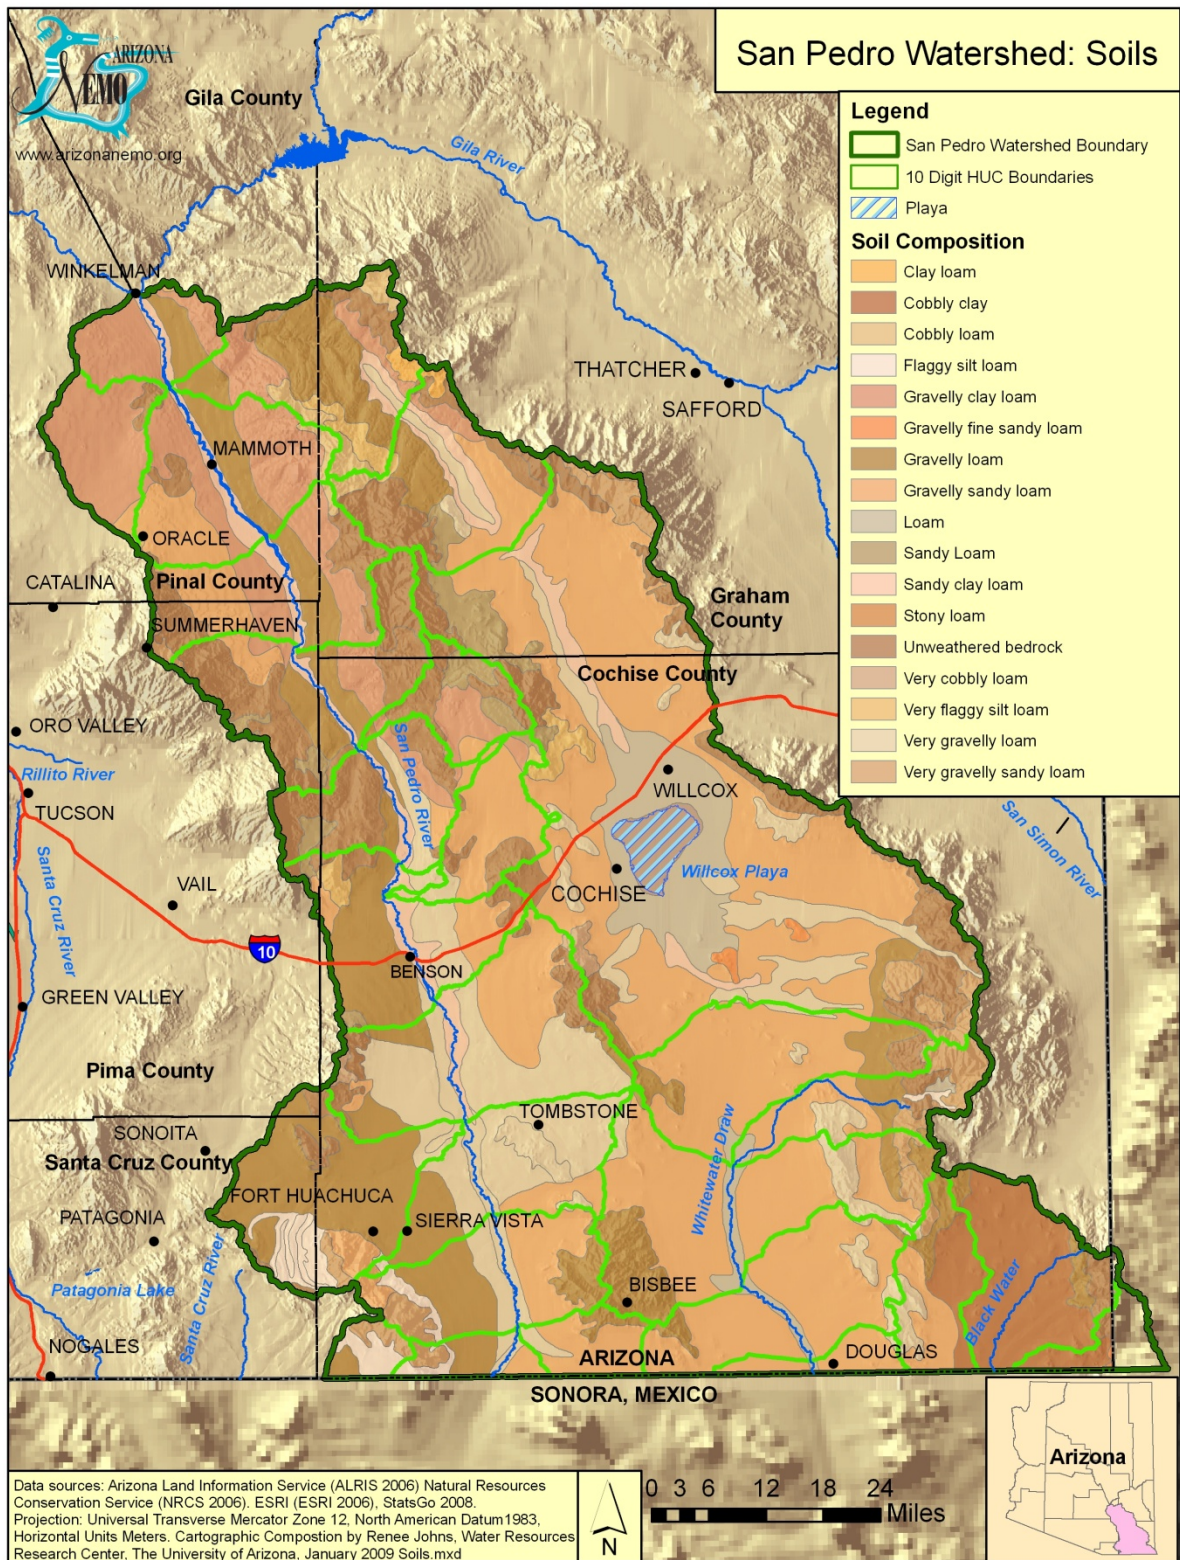 San Pedro Watershed: Soils
ARIZONA
NEMO
www.arizonanemo.org
Gila County
Gila River
Legend
San Pedro Watershed Boundary
10 Digit HUC Boundaries
Playa
Soil Composition
Clay loam
Cobbly clay
Cobbly loam
Flaggy silt loam
Gravelly clay loam
Gravelly fine sandy loam
Gravelly loam
Gravelly sandy loam
Loam
Sandy Loam
Sandy clay loam
Stony loam
Unweathered bedrock
Very cobbly loam
Very flaggy silt loam
Very gravelly loam
Very gravelly sandy loam
WINKELMAN
THATCHER
SAFFORD
MAMMOTH
ORACLE
CATALINA
Pinal County
SUMMERHAVEN
Graham
County
Cochise County
ORO VALLEY
San Pedro River
Rillito River
TUCSON
WILLCOX
San Simon River
Santa Cruz River
VAIL
COCHISE
Willcox Playa
10
BENSON
GREEN VALLEY
Pima County
TOMBSTONE
SONOITA
Santa Cruz County
Whitewater Draw
FORT HUACHUCA
SIERRA VISTA
PATAGONIA
Patagonia Lake
Santa Cruz River
BISBEE
Black Water
NOGALES
ARIZONA
DOUGLAS
SONORA, MEXICO
Arizona
Data sources: Arizona Land Information Service (ALRIS 2006) Natural Resources
Conservation Service (NRCS 2006). ESRI (ESRI 2006), StatsGo 2008.
Projection: Universal Transverse Mercator Zone 12, North American Datum1983,
Horizontal Units Meters. Cartographic Compostion by Renee Johns, Water Resources
Research Center, The University of Arizona, January 2009 Soils.mxd
N
0 3 6 12 18 24
Miles